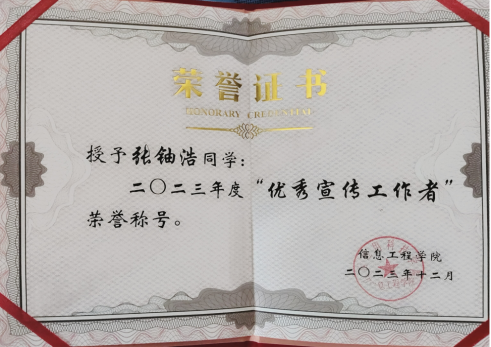 荣誉证书
HONORARY CREDENTIAL
授予张铀浩同学：
二〇二三年度“优秀宣传工作者”
荣誉称号。
信息工程学院
二〇二三年十二月